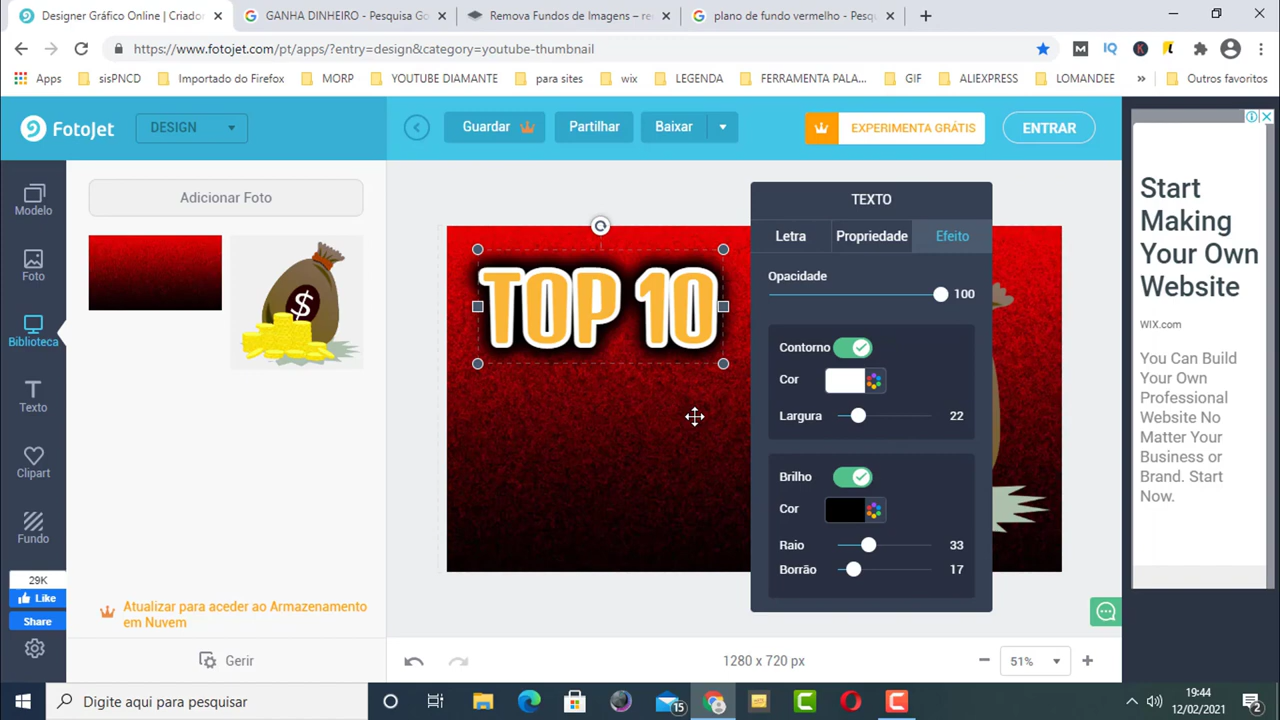 Designer Gráfico Online | Criador
GANHA DINHEIRO - Pesquisa Go
Remova Fundos de Imagens – re
plano de fundo vermelho - Pesqu
https://www.fotojet.com/pt/apps/?entry=design&category=youtube-thumbnail
Apps
sisPNCD
Importado do Firefox
MORP
YOUTUBE DIAMANTE
para sites
wix
LEGENDA
FERRAMENTA PALA...
GIF
ALIEXPRESS
LOMANDEE
»
Outros favoritos
FotoJet
DESIGN
Guardar
Partilhar
Baixar
EXPERIMENTA GRÁTIS
ENTRAR
Modelo
Foto
Biblioteca
Texto
Clipart
Fundo
29K
Like
Share
Adicionar Foto
$
Atualizar para aceder ao Armazenamento
em Nuvem
Gerir
TOP 10
TEXTO
Letra
Propriedade
Efeito
Opacidade
100
Contorno
Cor
Largura
22
Brilho
Cor
Raio
33
Borrão
17
1280 x 720 px
51%
Start
Making
Your Own
Website
WIX.com
You Can Build
Your Own
Professional
Website No
Matter Your
Business or
Brand. Start
Now.
Digite aqui para pesquisar
15
19:44
12/02/2021
2